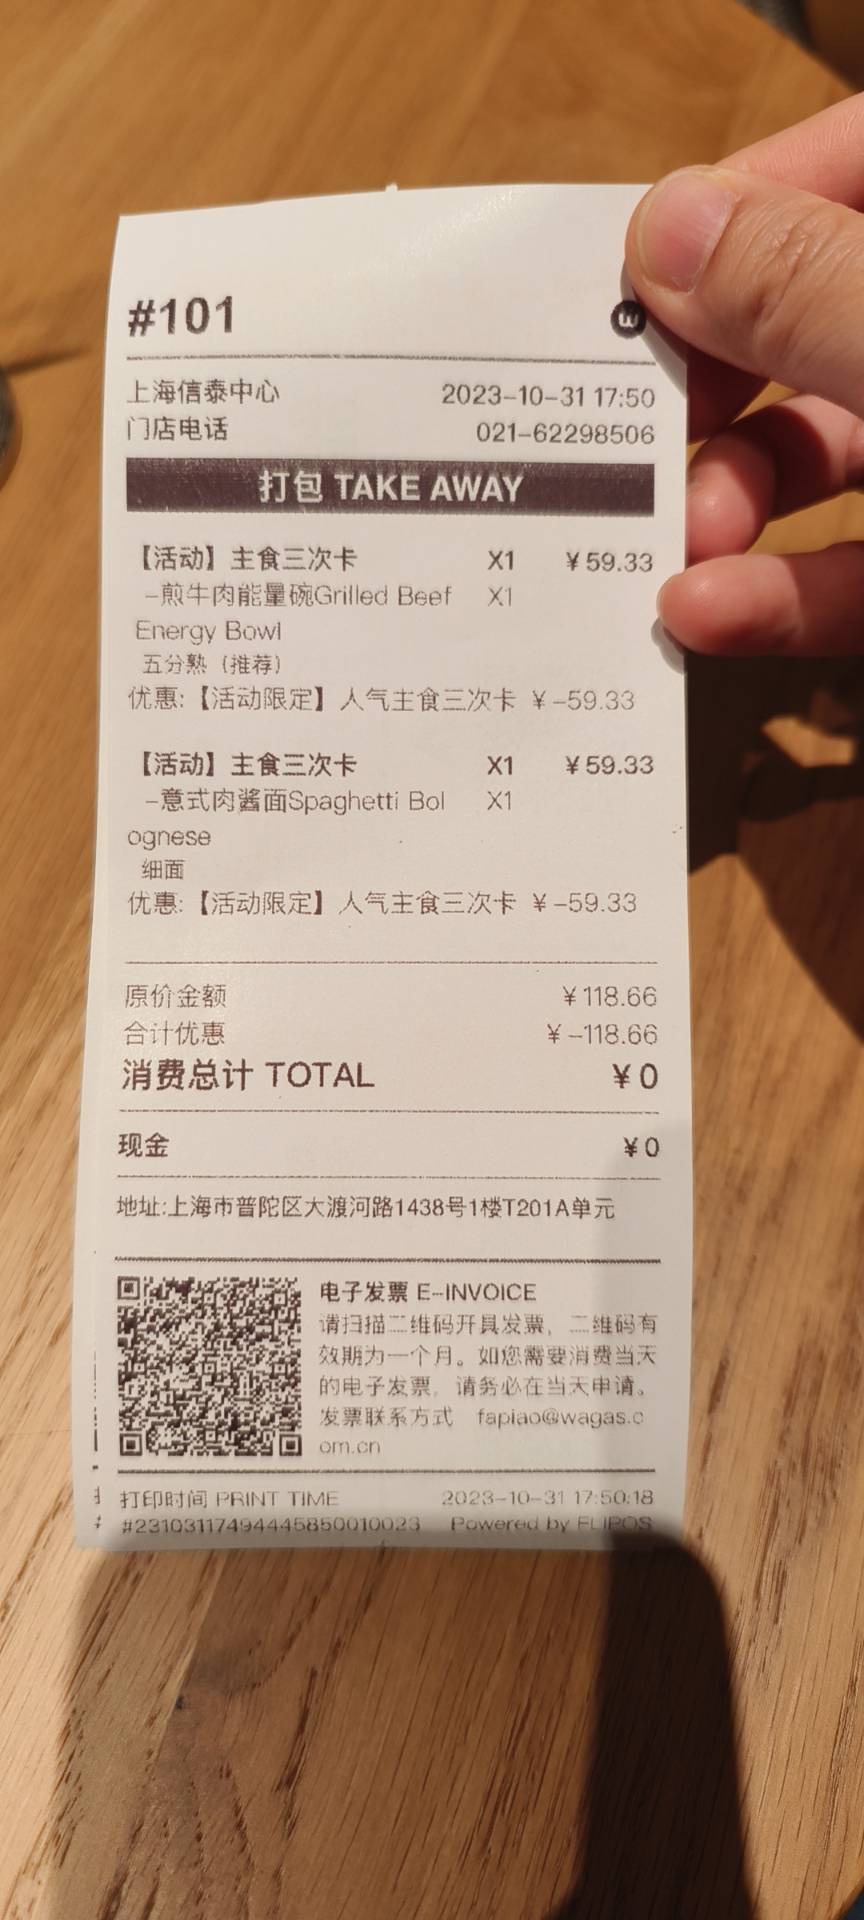 #101
上海信泰中心 2023-10-31 17:50
门店电话 021-62298506
打包 TAKE AWAY
【活动】主食三次卡 X1 ¥59.33
-煎牛肉能量碗Grilled Beef X1
Energy Bowl
五分熟（推荐）
优惠:【活动限定】人气主食三次卡 ¥-59.33
【活动】主食三次卡 X1 ¥59.33
-意式肉酱面Spaghetti Bol X1
ognese
细面
优惠:【活动限定】人气主食三次卡 ¥-59.33
原价金额 ¥118.66
合计优惠 ¥-118.66
消费总计 TOTAL ¥0
现金 ¥0
地址:上海市普陀区大渡河路1438号1楼T201A单元
电子发票 E-INVOICE
请扫描二维码开具发票，二维码有
效期为一个月。如您需要消费当天
的电子发票，请务必在当天申请。
发票联系方式 fapiao@wagas.c
om.cn
打印时间 PRINT TIME 2023-10-31 17:50:18
#23103117494445850010023 Powered by FLIPOS